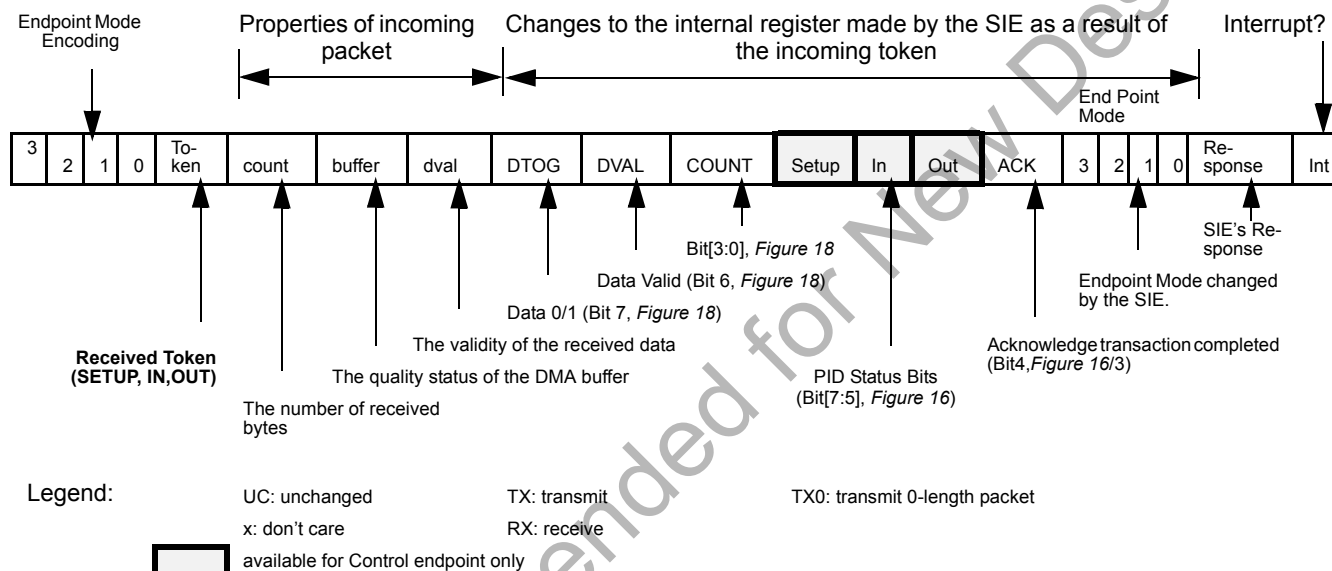 Endpoint Mode
Encoding
Properties of incoming
packet
Changes to the internal register made by the SIE as a result of
the incoming token
Interrupt?
End Point
Mode
3 2 1 0 To-
ken count buffer dval DTOG DVAL COUNT Setup In Out ACK 3 2 1 0 Re-
sponse Int
Bit[3:0], Figure 18
SIE's Re-
sponse
Data Valid (Bit 6, Figure 18)
Endpoint Mode changed
by the SIE.
Data 0/1 (Bit 7, Figure 18)
Received Token
(SETUP, IN,OUT)
The validity of the received data
Acknowledge transaction completed
(Bit4,Figure 16/3)
The quality status of the DMA buffer
PID Status Bits
(Bit[7:5], Figure 16)
The number of received
bytes
Legend:
UC: unchanged
TX: transmit
TX0: transmit 0-length packet
x: don't care
RX: receive
available for Control endpoint only
ended for New Des